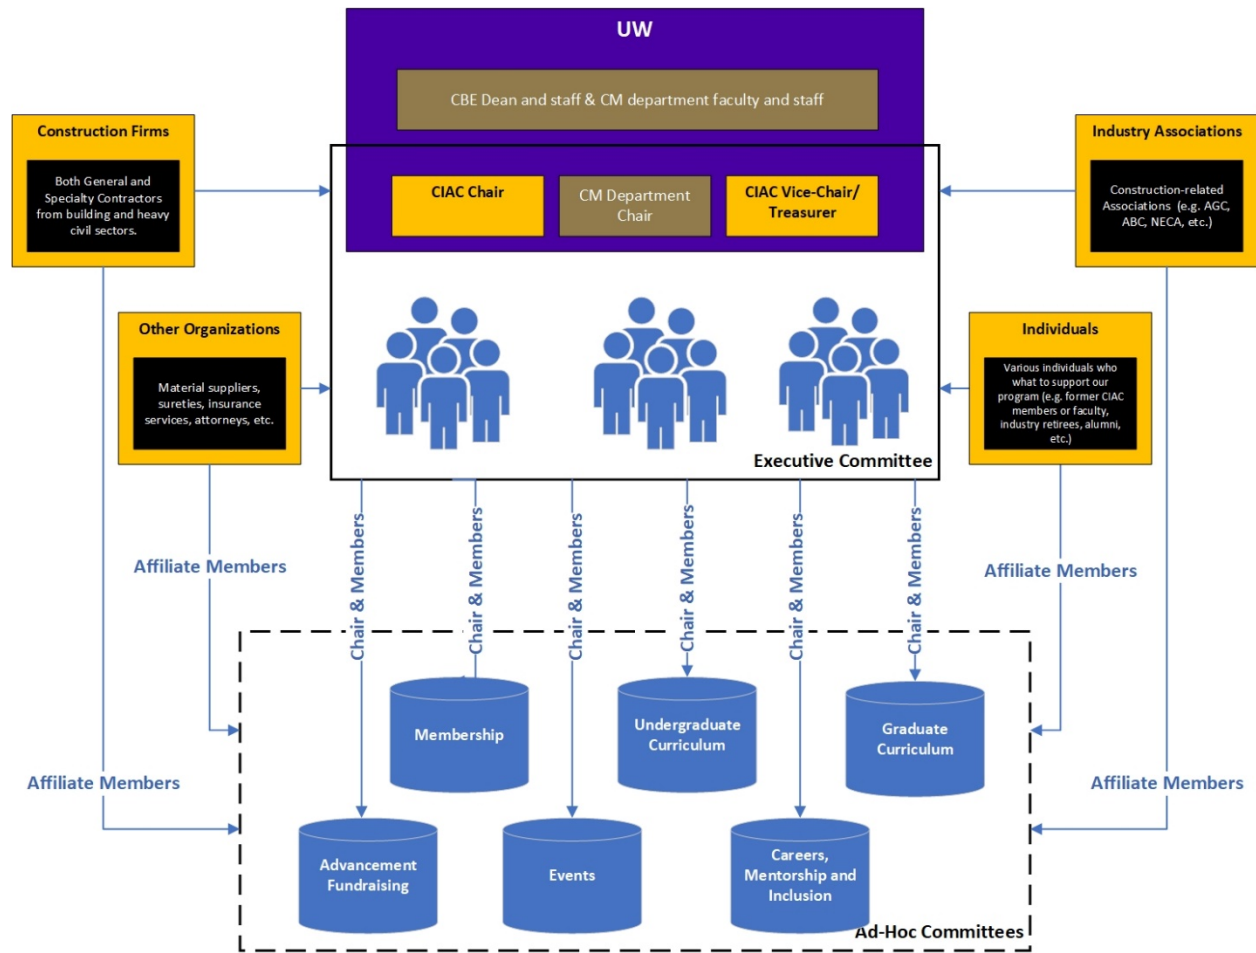 UW
CBE Dean and staff & CM department faculty and staff
Construction Firms
Both General and
Specialty Contractors
from building and heavy
civil sectors.
CIAC Chair
CM Department
Chair
CIAC Vice-Chair/
Treasurer
Industry Associations
Construction-related
Associations (e.g. AGC,
ABC, NECA, etc.)
Other Organizations
Material suppliers,
sureties, insurance
services, attorneys, etc.
Individuals
Various individuals who
what to support our
program (e.g. former CIAC
members or faculty,
industry retirees, alumni,
etc.)
Executive Committee
Chair & Members
Chair & Members
Chair & Members
Chair & Members
Chair & Members
Chair & Members
Affiliate Members
Affiliate Members
Affiliate Members
Affiliate Members
Membership
Undergraduate
Curriculum
Graduate
Curriculum
Advancement
Fundraising
Events
Careers,
Mentorship and
Inclusion
Ad-Hoc Committees